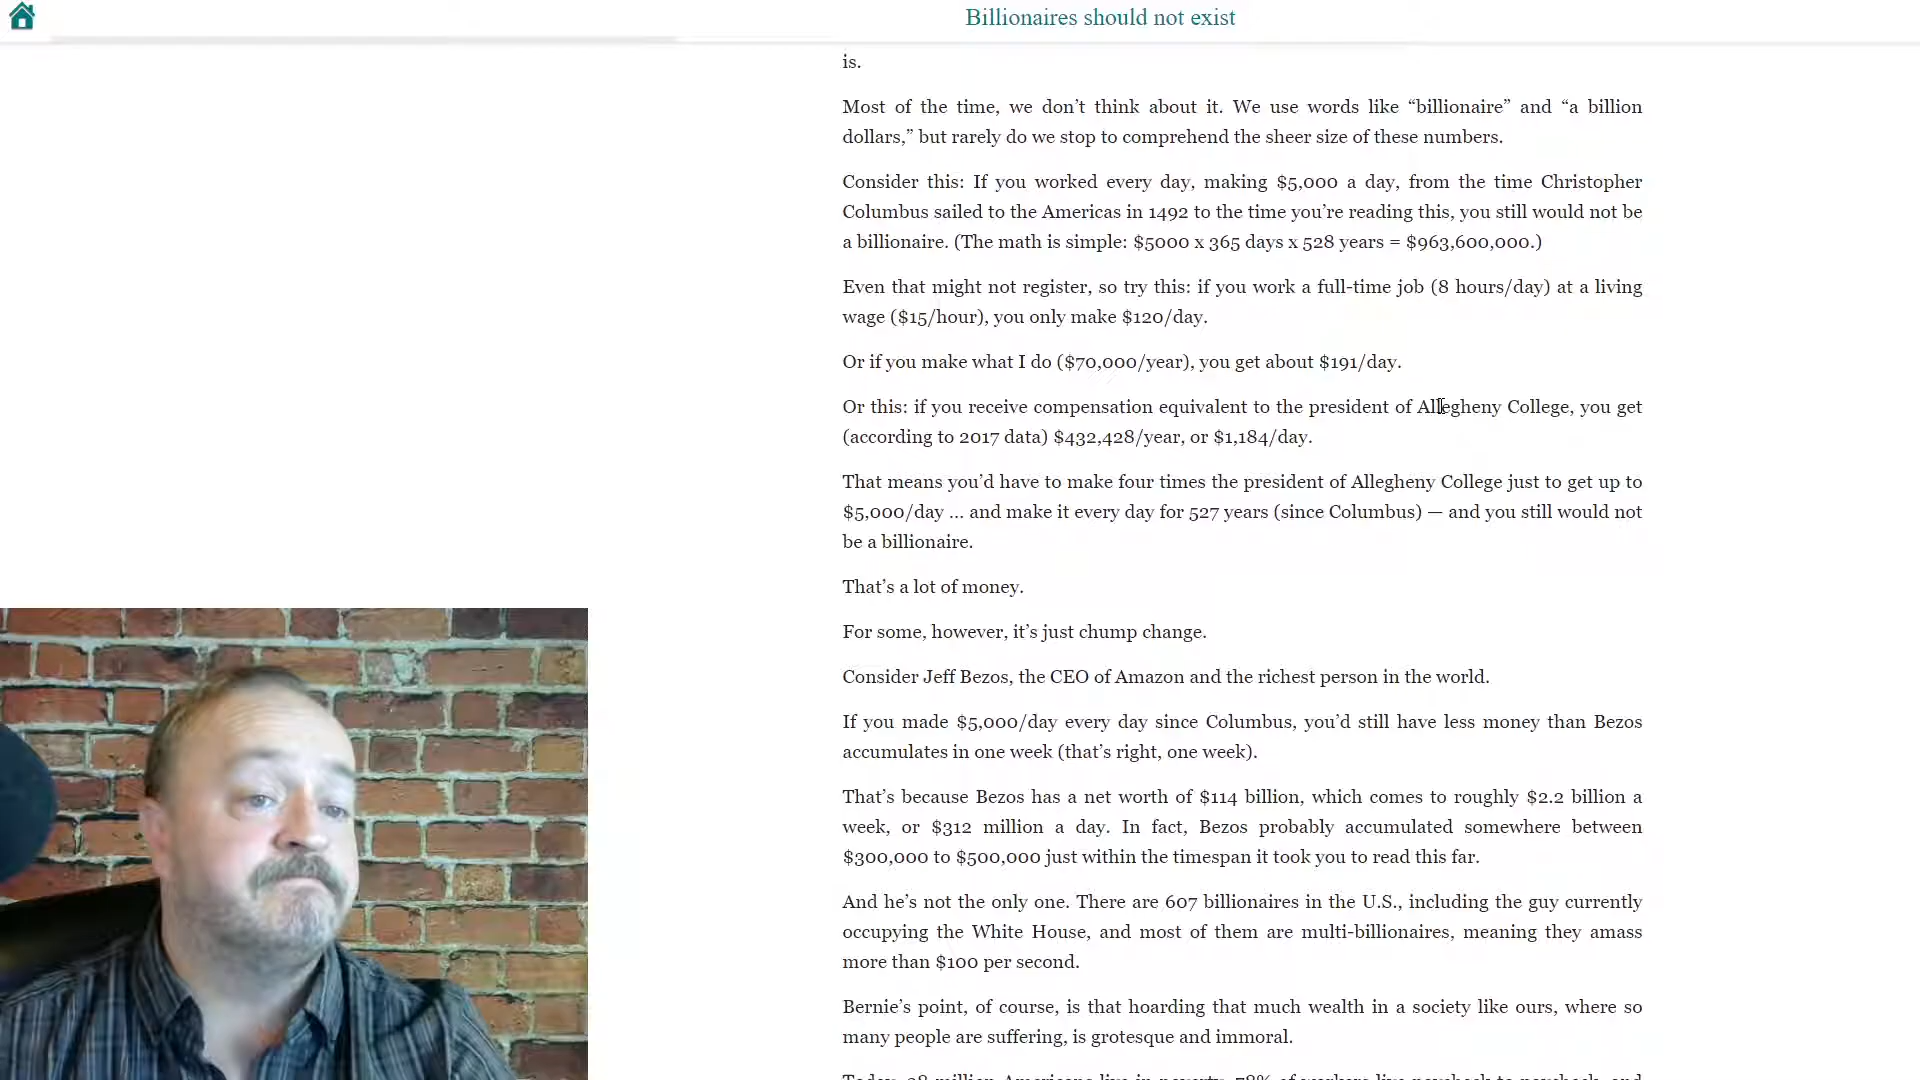 Billionaires should not exist
is.
Most of the time, we don’t think about it. We use words like “billionaire” and “a billion
dollars,” but rarely do we stop to comprehend the sheer size of these numbers.
Consider this: If you worked every day, making $5,000 a day, from the time Christopher
Columbus sailed to the Americas in 1492 to the time you’re reading this, you still would not be
a billionaire. (The math is simple: $5000 x 365 days x 528 years = $963,600,000.)
Even that might not register, so try this: if you work a full-time job (8 hours/day) at a living
wage ($15/hour), you only make $120/day.
Or if you make what I do ($70,000/year), you get about $191/day.
Or this: if you receive compensation equivalent to the president of Allegheny College, you get
(according to 2017 data) $432,428/year, or $1,184/day.
That means you’d have to make four times the president of Allegheny College just to get up to
$5,000/day ... and make it every day for 527 years (since Columbus) — and you still would not
be a billionaire.
That’s a lot of money.
For some, however, it’s just chump change.
Consider Jeff Bezos, the CEO of Amazon and the richest person in the world.
If you made $5,000/day every day since Columbus, you’d still have less money than Bezos
accumulates in one week (that’s right, one week).
That’s because Bezos has a net worth of $114 billion, which comes to roughly $2.2 billion a
week, or $312 million a day. In fact, Bezos probably accumulated somewhere between
$300,000 to $500,000 just within the timespan it took you to read this far.
And he’s not the only one. There are 607 billionaires in the U.S., including the guy currently
occupying the White House, and most of them are multi-billionaires, meaning they amass
more than $100 per second.
Bernie’s point, of course, is that hoarding that much wealth in a society like ours, where so
many people are suffering, is grotesque and immoral.